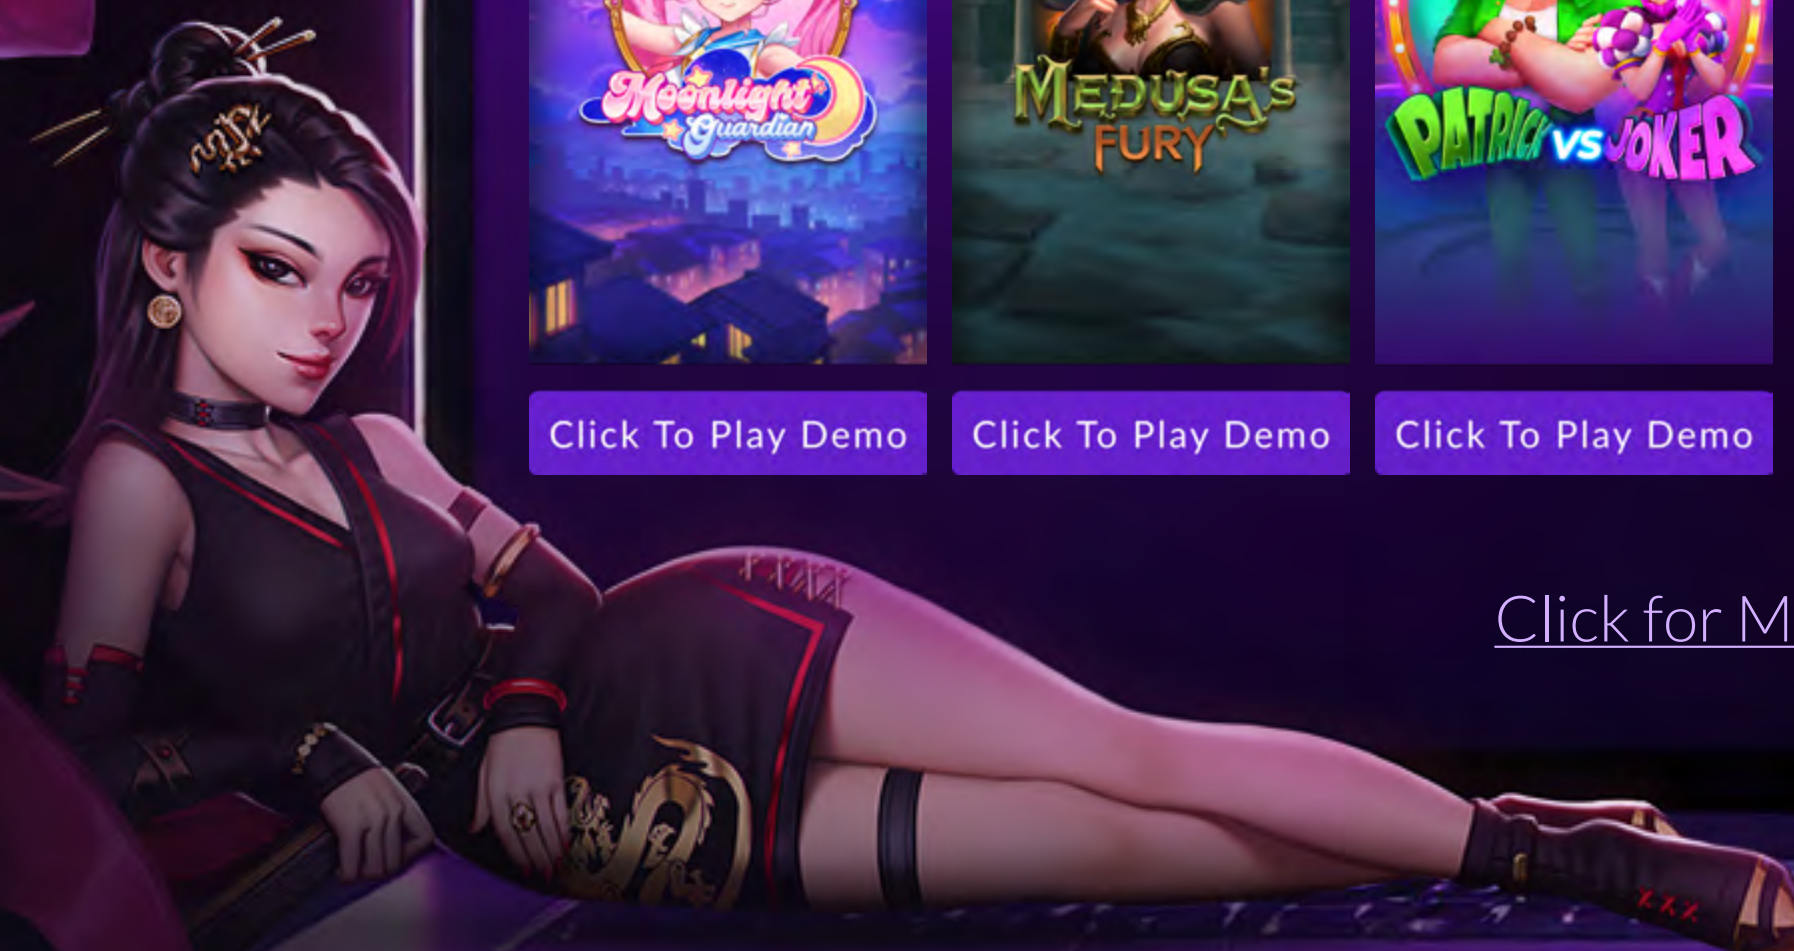 Moonlight
Guardian
MEDUSA'S
FURY
PATRICK VS JOKER
Click To Play Demo
Click To Play Demo
Click To Play Demo
Click for M